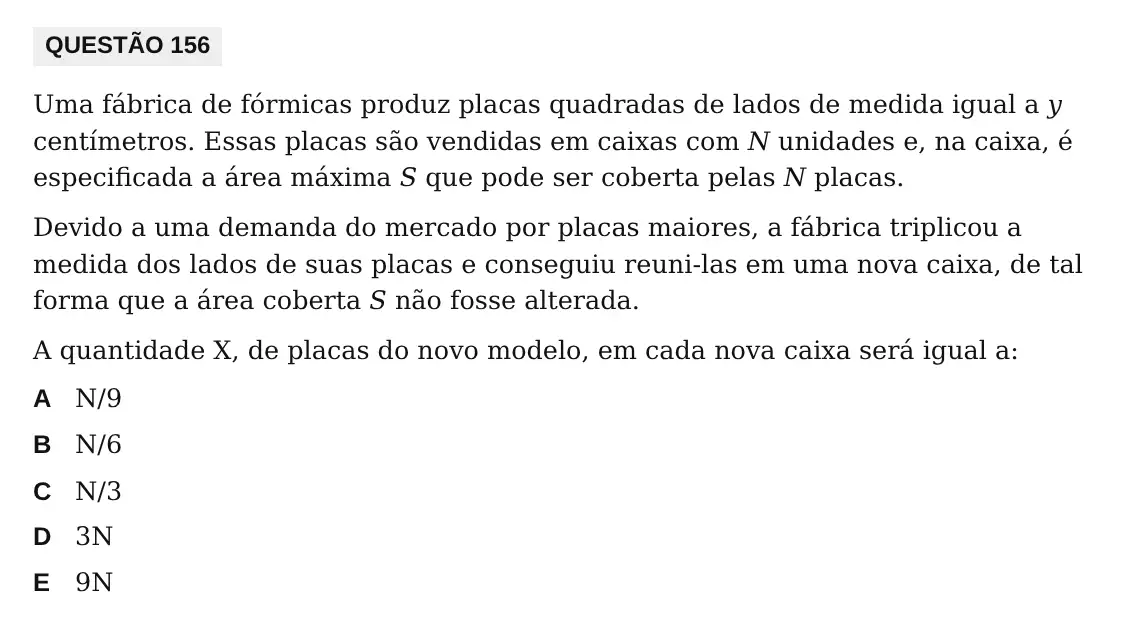 QUESTÃO 156
Uma fábrica de fórmicas produz placas quadradas de lados de medida igual a y
centímetros. Essas placas são vendidas em caixas com N unidades e, na caixa, é
especificada a área máxima S que pode ser coberta pelas N placas.
Devido a uma demanda do mercado por placas maiores, a fábrica triplicou a
medida dos lados de suas placas e conseguiu reuni-las em uma nova caixa, de tal
forma que a área coberta S não fosse alterada.
A quantidade X, de placas do novo modelo, em cada nova caixa será igual a:
A N/9
B N/6
C N/3
D 3N
E 9N